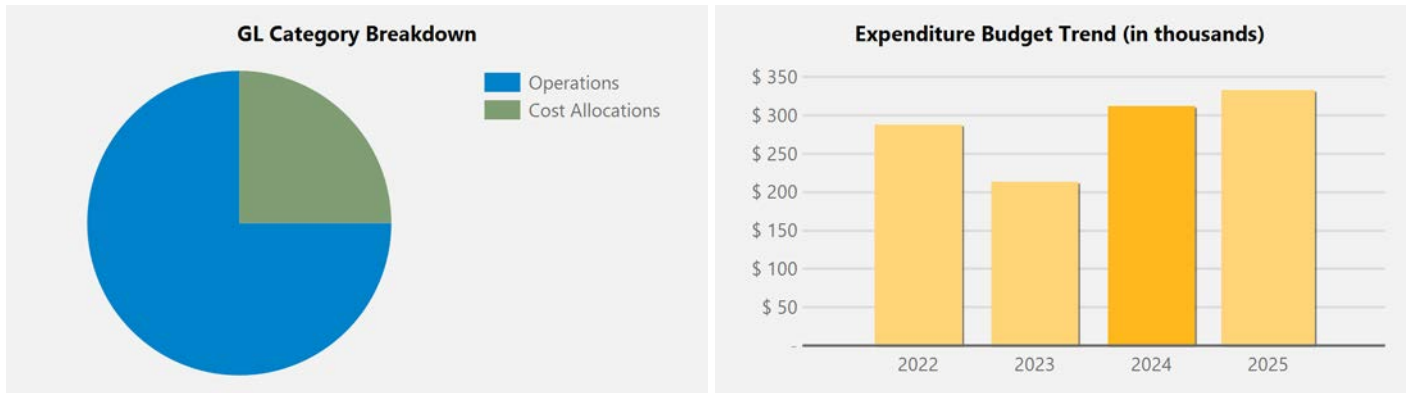 GL Category Breakdown
Operations
Cost Allocations
Expenditure Budget Trend (in thousands)
$ 350
$ 300
$ 250
$ 200
$ 150
$ 100
$ 50
-
2022 2023 2024 2025